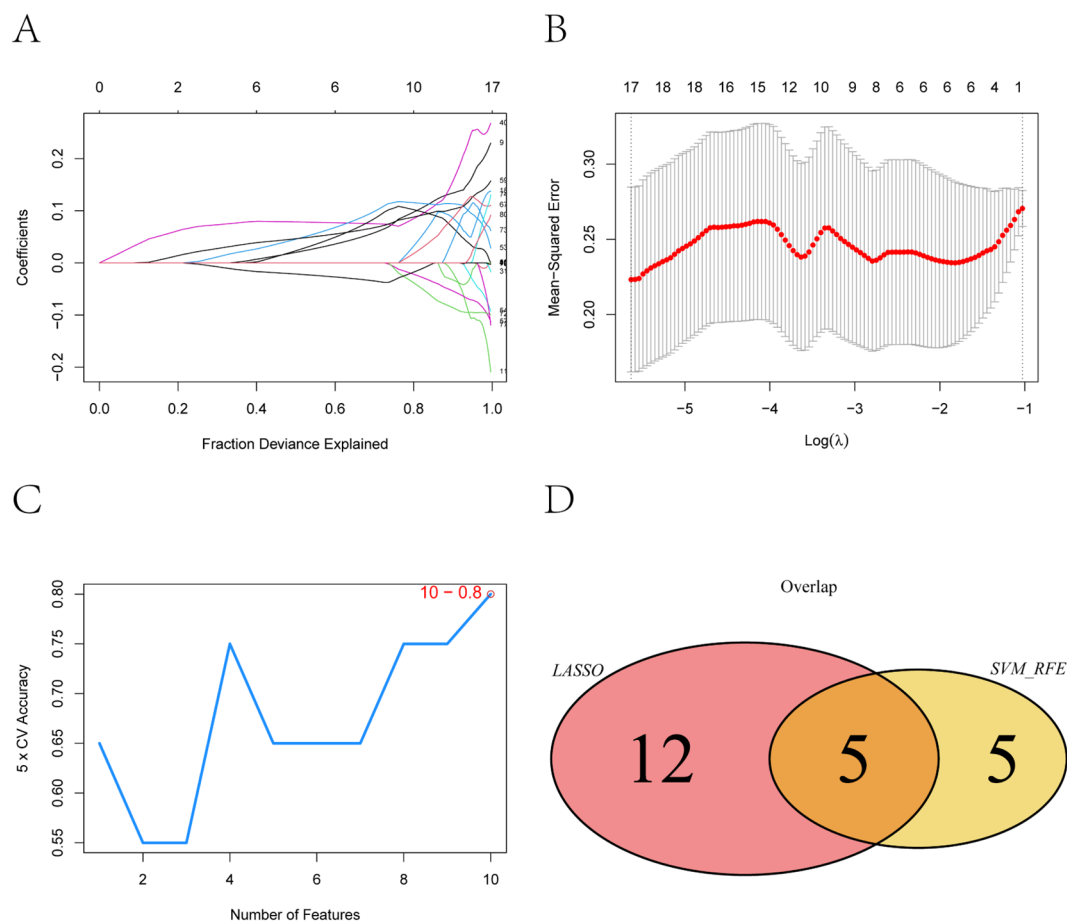 A
0 2 6 6 10 17
0.2
0.1
0.0
−0.1
−0.2
Coefficients
40
9
59
67
80
73
53
31
11
0.0 0.2 0.4 0.6 0.8 1.0
Fraction Deviance Explained
B
17 18 18 16 15 12 10 9 8 6 6 6 6 4 1
0.30
0.25
0.20
Mean−Squared Error
−5 −4 −3 −2 −1
Log(λ)
C
0.80
0.75
0.70
0.65
0.60
0.55
5 x CV Accuracy
10 − 0.8
2 4 6 8 10
Number of Features
D
Overlap
LASSO
SVM_RFE
12 5 5